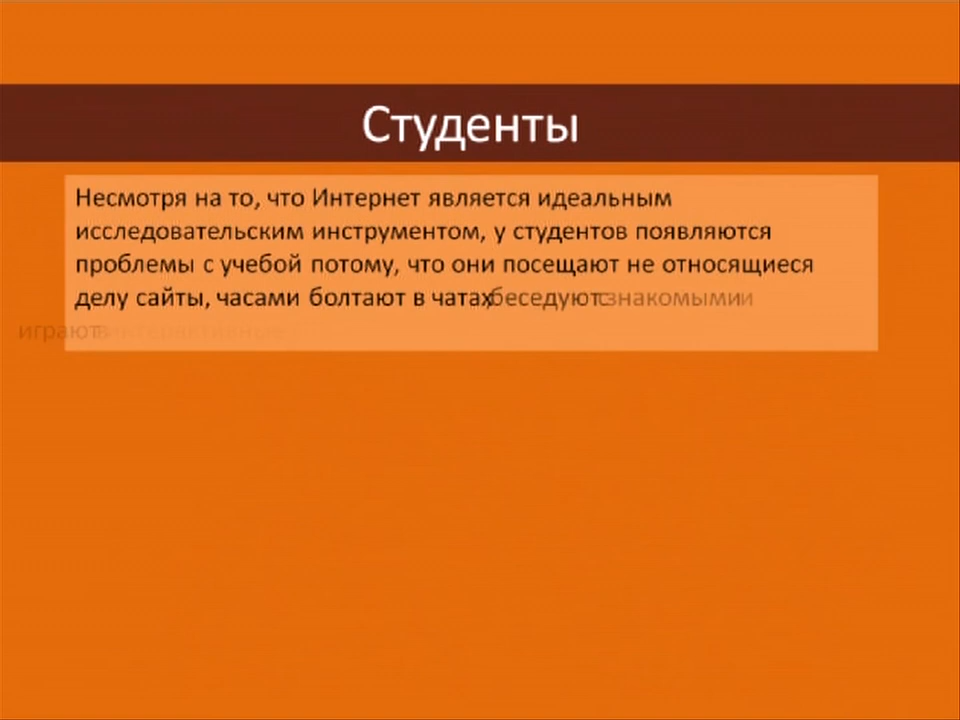 Студенты
Несмотря на то, что Интернет является идеальным
исследовательским инструментом, у студентов появляются
проблемы с учебой потому, что они посещают не относящиеся
делу сайты, часами болтают в чатах, беседуют с знакомыми и
играют в